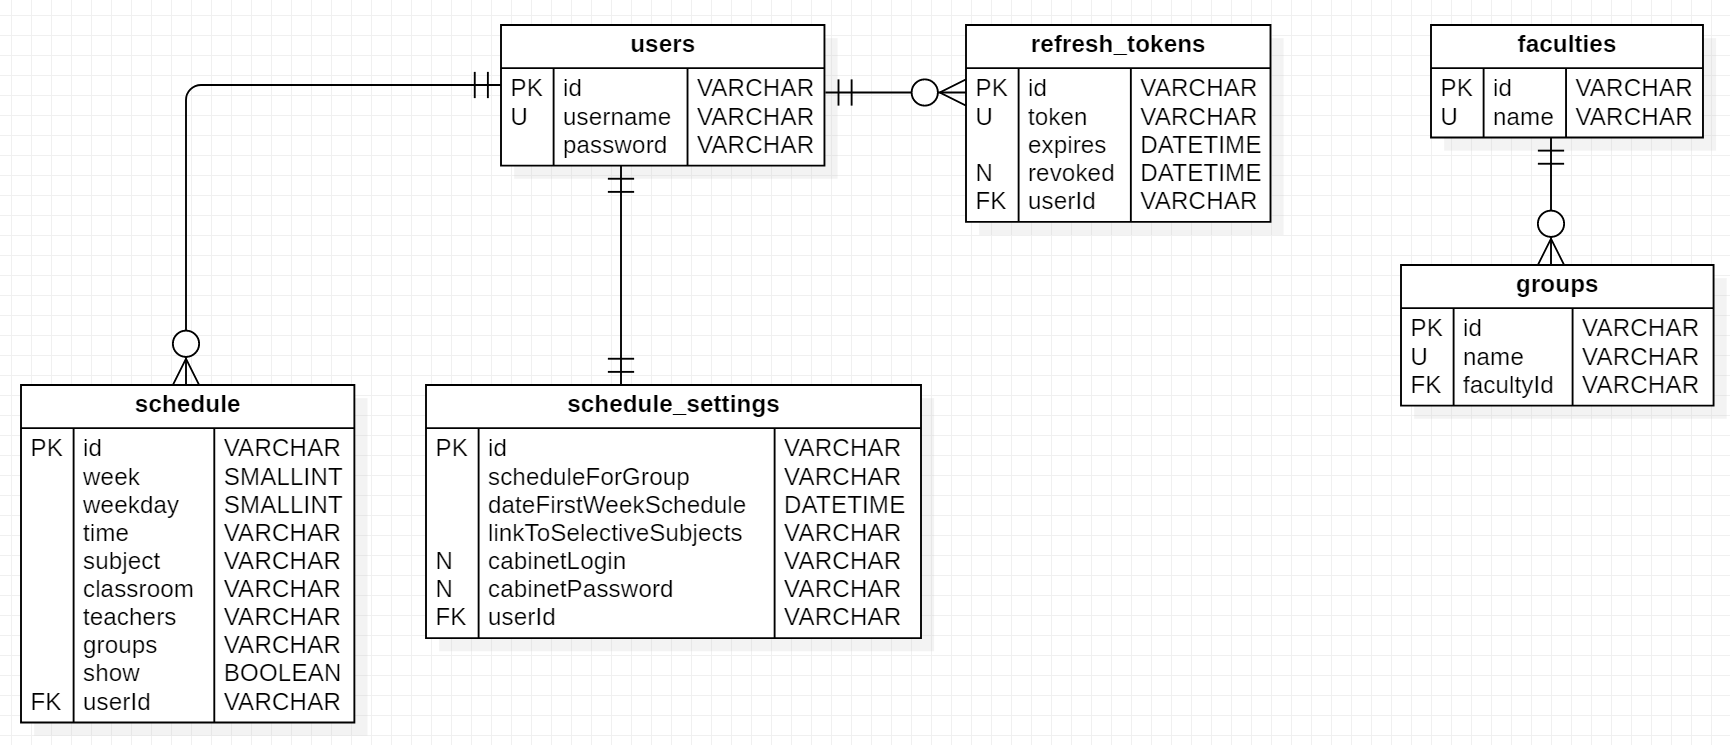 users
PK id VARCHAR
U username VARCHAR
password VARCHAR
refresh_tokens
PK id VARCHAR
U token VARCHAR
expires DATETIME
N revoked DATETIME
FK userId VARCHAR
faculties
PK id VARCHAR
U name VARCHAR
groups
PK id VARCHAR
U name VARCHAR
FK facultyId VARCHAR
schedule
PK id VARCHAR
week SMALLINT
weekday SMALLINT
time VARCHAR
subject VARCHAR
classroom VARCHAR
teachers VARCHAR
groups VARCHAR
show BOOLEAN
FK userId VARCHAR
schedule_settings
PK id VARCHAR
scheduleForGroup VARCHAR
dateFirstWeekSchedule DATETIME
linkToSelectiveSubjects VARCHAR
N cabinetLogin VARCHAR
N cabinetPassword VARCHAR
FK userId VARCHAR